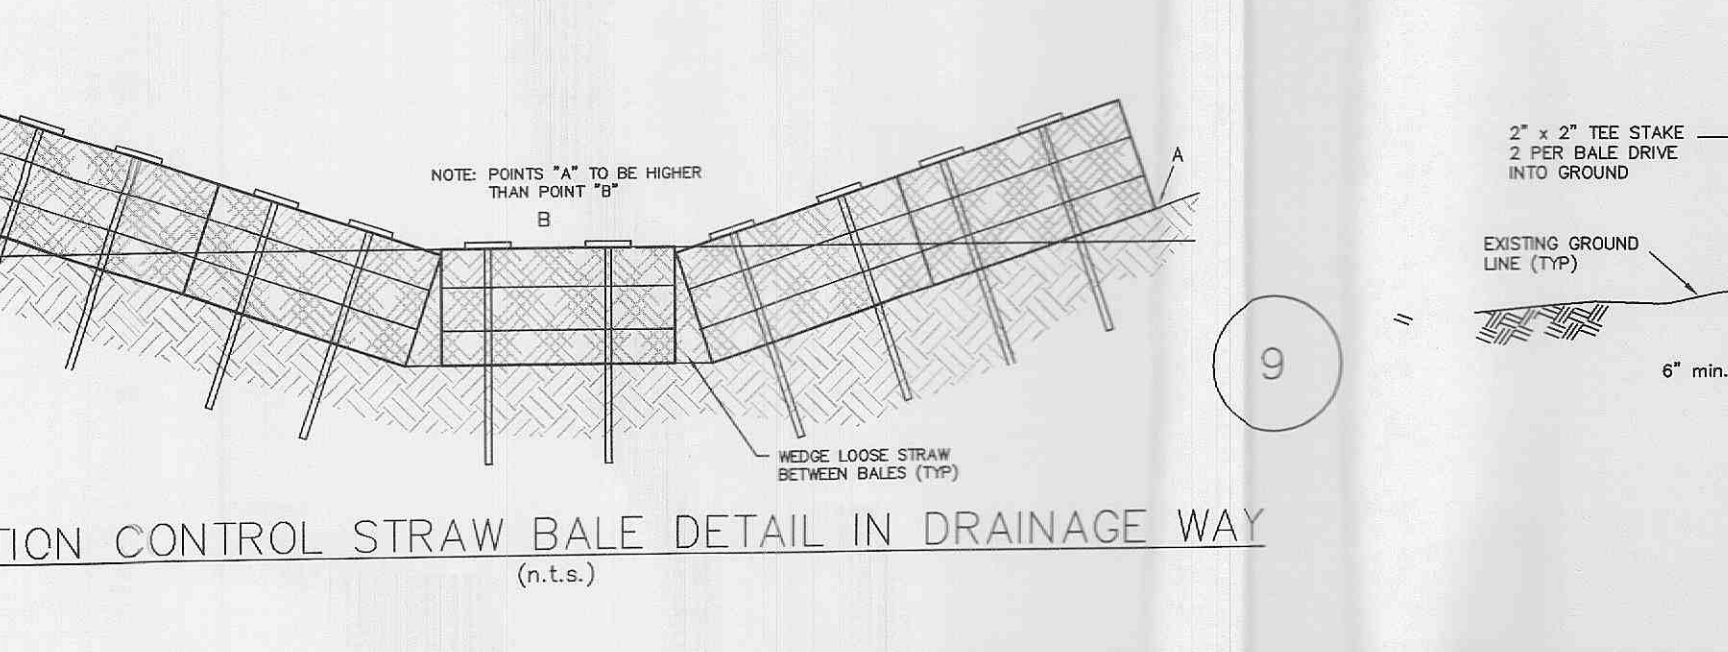 NOTE: POINTS "A" TO BE HIGHER
THAN POINT "B"
B
A
WEDGE LOOSE STRAW
BETWEEN BALES (TYP)
TION CONTROL STRAW BALE DETAIL IN DRAINAGE WAY
(n.t.s.)
9
2" x 2" TEE STAKE
2 PER BALE DRIVE
INTO GROUND
EXISTING GROUND
LINE (TYP)
6" min.